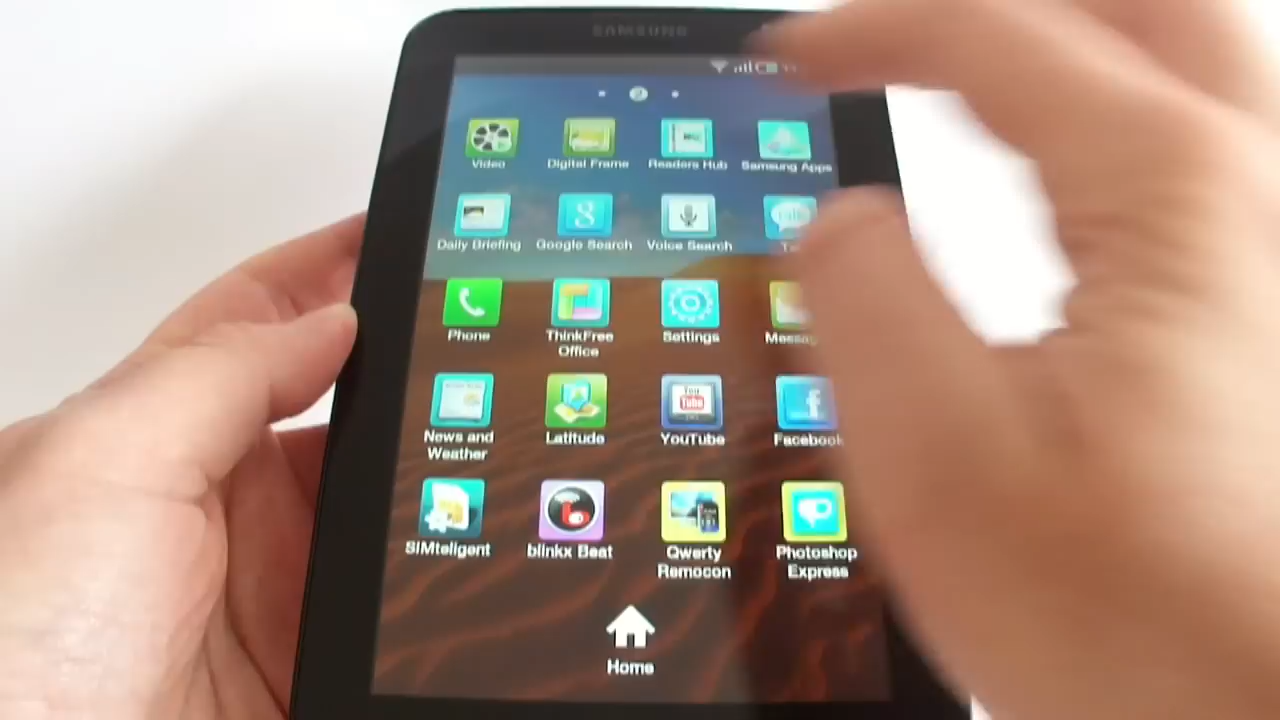 SAMSUNG
2
Video Digital Frame Readers Hub Samsung Apps
Daily Briefing Google Search Voice Search
Phone ThinkFree Settings
Office
News and Latitude YouTube Facebook
Weather
SIMteligent blinkx Beat Qwerty Photoshop
Remocon Express
Home